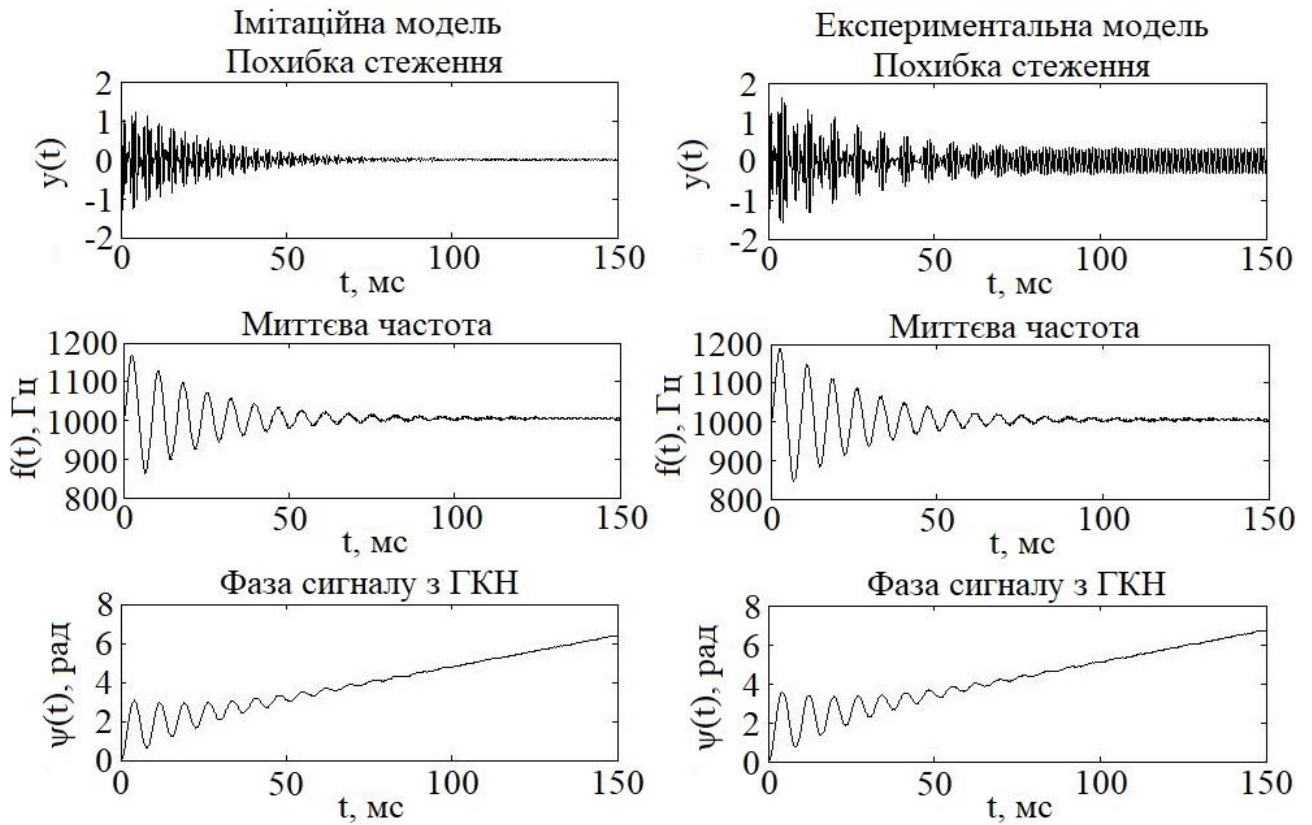 Імітаційна модель
Похибка стеження
2
1
0
-1
-2
y(t)
0
50
100
150
t, мс
Миттєва частота
1200
1100
1000
900
800
f(t), Гц
0
50
100
150
t, мс
Фаза сигналу з ГКН
8
6
4
2
0
ψ(t), рад
0
50
100
150
t, мс
Експериментальна модель
Похибка стеження
2
1
0
-1
-2
y(t)
0
50
100
150
t, мс
Миттєва частота
1200
1100
1000
900
800
f(t), Гц
0
50
100
150
t, мс
Фаза сигналу з ГКН
8
6
4
2
0
ψ(t), рад
0
50
100
150
t, мс